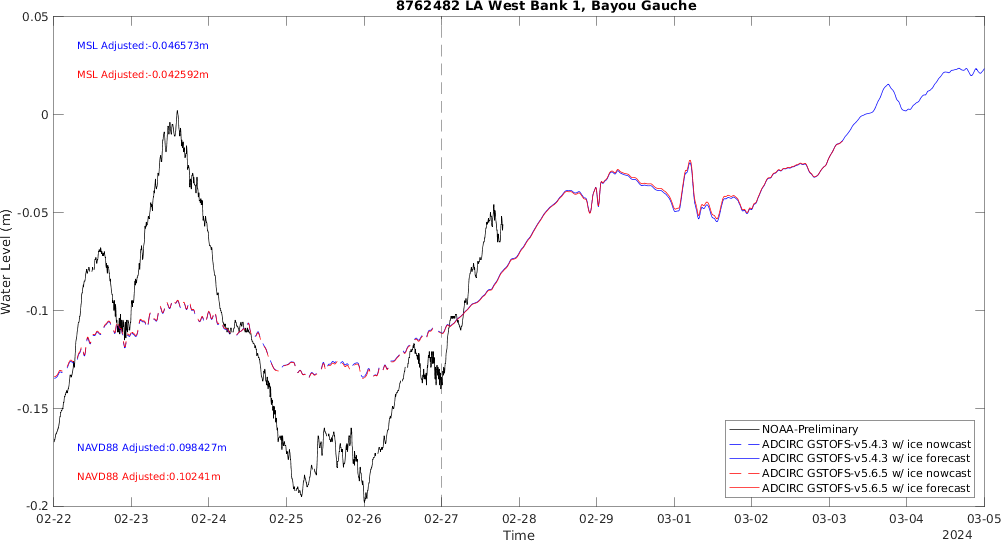 8762482 LA West Bank 1, Bayou Gauche
0.05
0
-0.05
-0.1
-0.15
-0.2
Water Level (m)
MSL Adjusted:-0.046573m
MSL Adjusted:-0.042592m
NAVD88 Adjusted:0.098427m
NAVD88 Adjusted:0.10241m
NOAA-Preliminary
ADCIRC GSTOFS-v5.4.3 w/ ice nowcast
ADCIRC GSTOFS-v5.4.3 w/ ice forecast
ADCIRC GSTOFS-v5.6.5 w/ ice nowcast
ADCIRC GSTOFS-v5.6.5 w/ ice forecast
02-22 02-23 02-24 02-25 02-26 02-27 02-28 02-29 03-01 03-02 03-03 03-04 03-05
Time
2024